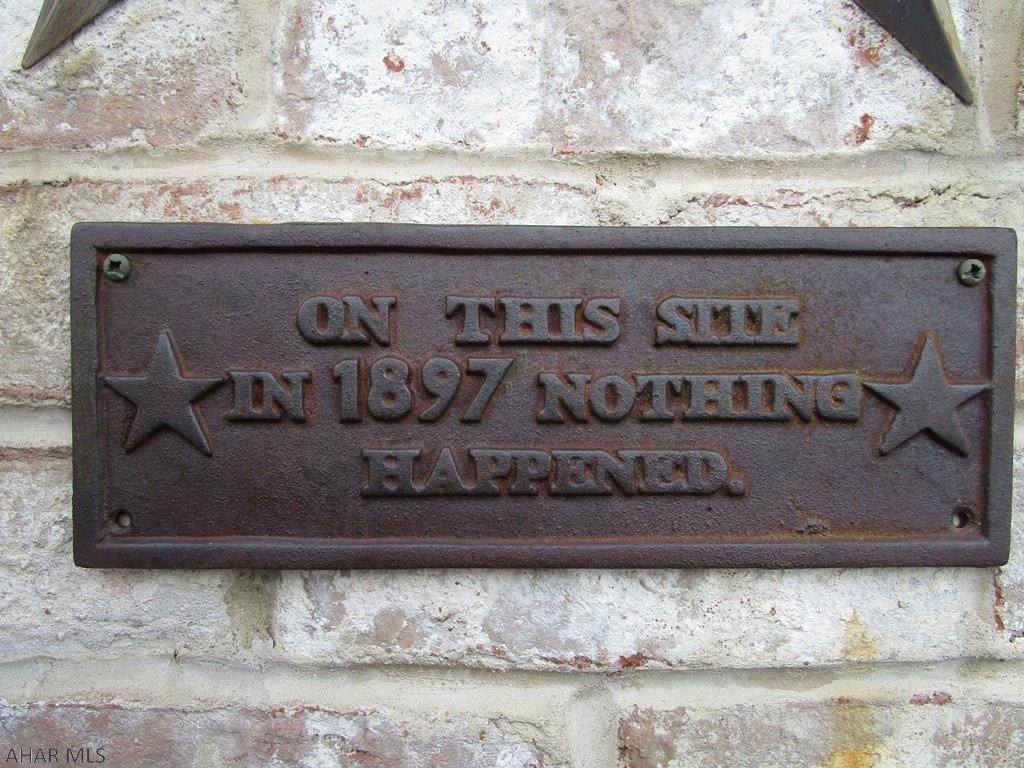 ON THIS SITE
IN 1897 NOTHING
HAPPENED.
AHAR MLS